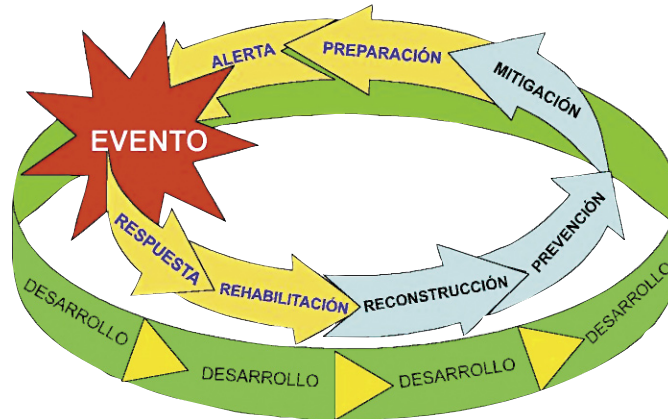 ALERTA
PREPARACIÓN
MITIGACIÓN
EVENTO
RESPUESTA
REHABILITACIÓN
RECONSTRUCCIÓN
PREVENCIÓN
DESARROLLO
DESARROLLO
DESARROLLO
DESARROLLO